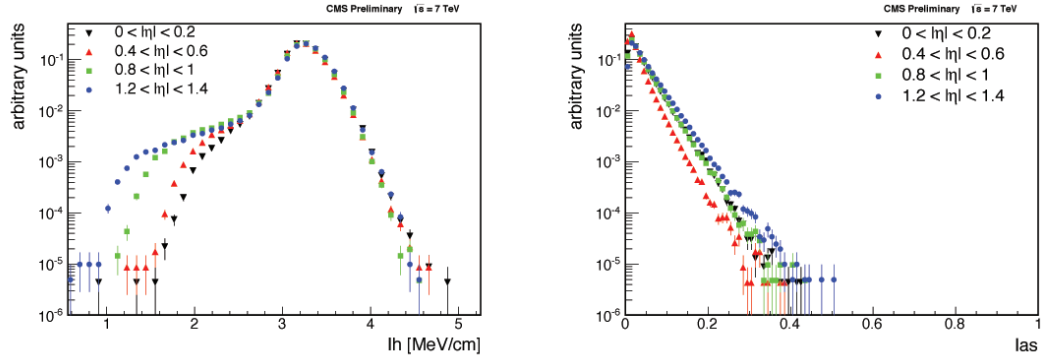 CMS Preliminary √s = 7 TeV
arbitrary units
10⁻¹
10⁻²
10⁻³
10⁻⁴
10⁻⁵
10⁻⁶
0 < |η| < 0.2
0.4 < |η| < 0.6
0.8 < |η| < 1
1.2 < |η| < 1.4
1 2 3 4 5
Ih [MeV/cm]
CMS Preliminary √s = 7 TeV
arbitrary units
10⁻¹
10⁻²
10⁻³
10⁻⁴
10⁻⁵
10⁻⁶
0 < |η| < 0.2
0.4 < |η| < 0.6
0.8 < |η| < 1
1.2 < |η| < 1.4
0 0.2 0.4 0.6 0.8 1
Ias